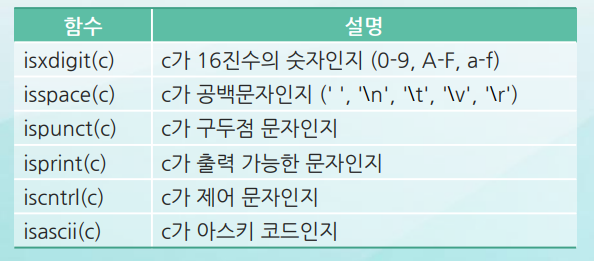 함수 설명
isxdigit(c) c가 16진수의 숫자인지 (0-9, A-F, a-f)
isspace(c) c가 공백문자인지 (' ', '\n', '\t', '\v', '\r')
ispunct(c) c가 구두점 문자인지
isprint(c) c가 출력 가능한 문자인지
iscntrl(c) c가 제어 문자인지
isascii(c) c가 아스키 코드인지